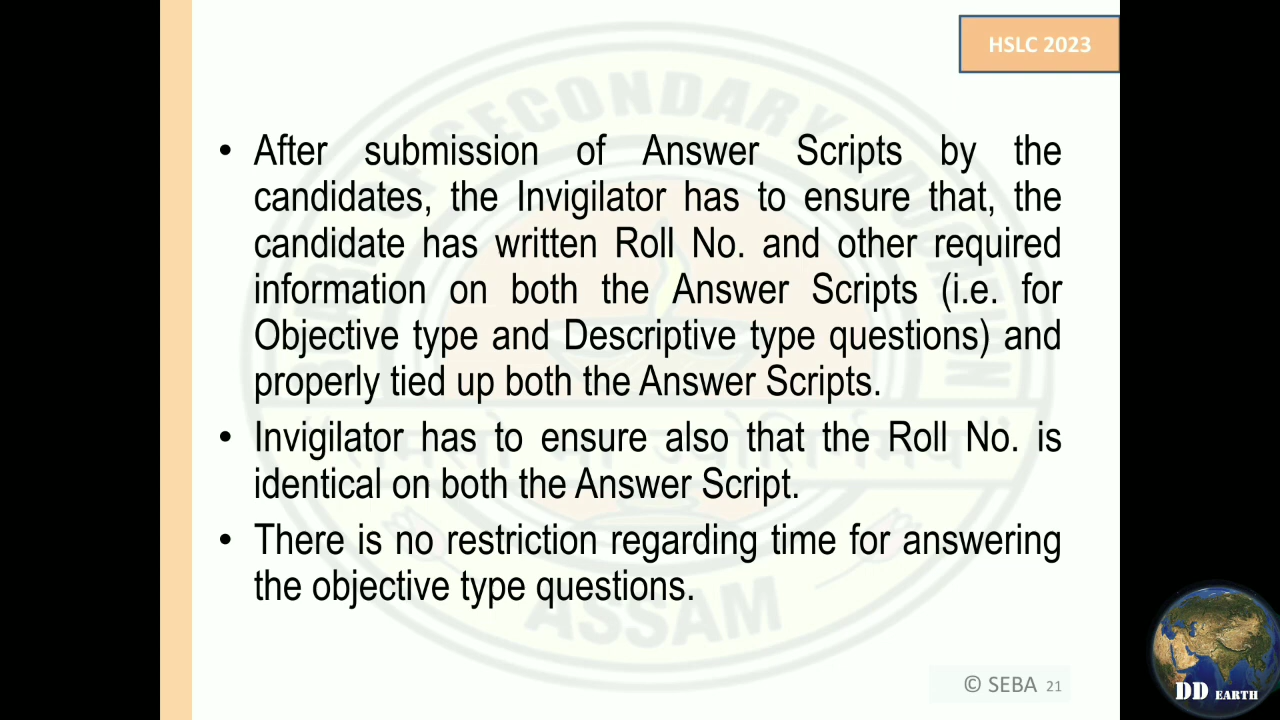 HSLC 2023
• After submission of Answer Scripts by the
candidates, the Invigilator has to ensure that, the
candidate has written Roll No. and other required
information on both the Answer Scripts (i.e. for
Objective type and Descriptive type questions) and
properly tied up both the Answer Scripts.
• Invigilator has to ensure also that the Roll No. is
identical on both the Answer Script.
• There is no restriction regarding time for answering
the objective type questions.
ASSAM
© SEBA 21
DD EARTH